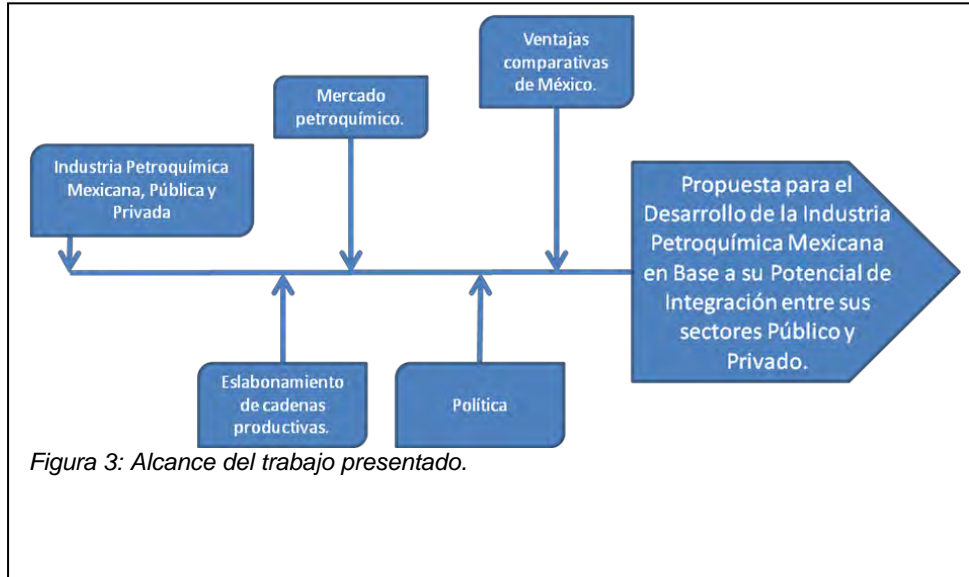 Ventajas
comparativas
de México.
Mercado
petroquímico.
Industria Petroquímica
Mexicana, Pública y
Privada
Propuesta para el
Desarrollo de la Industria
Petroquímica Mexicana
en Base a su Potencial de
Integración entre sus
sectores Público y
Privado.
Eslabonamiento
de cadenas
productivas.
Política
Figura 3: Alcance del trabajo presentado.